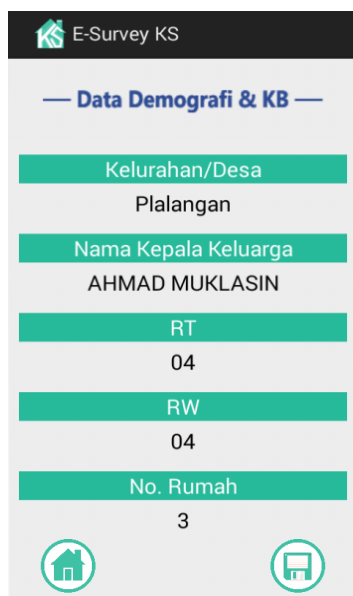 KS E-Survey KS
Data Demografi & KB
Kelurahan/Desa
Plalangan
Nama Kepala Keluarga
AHMAD MUKLASIN
RT
04
RW
04
No. Rumah
3